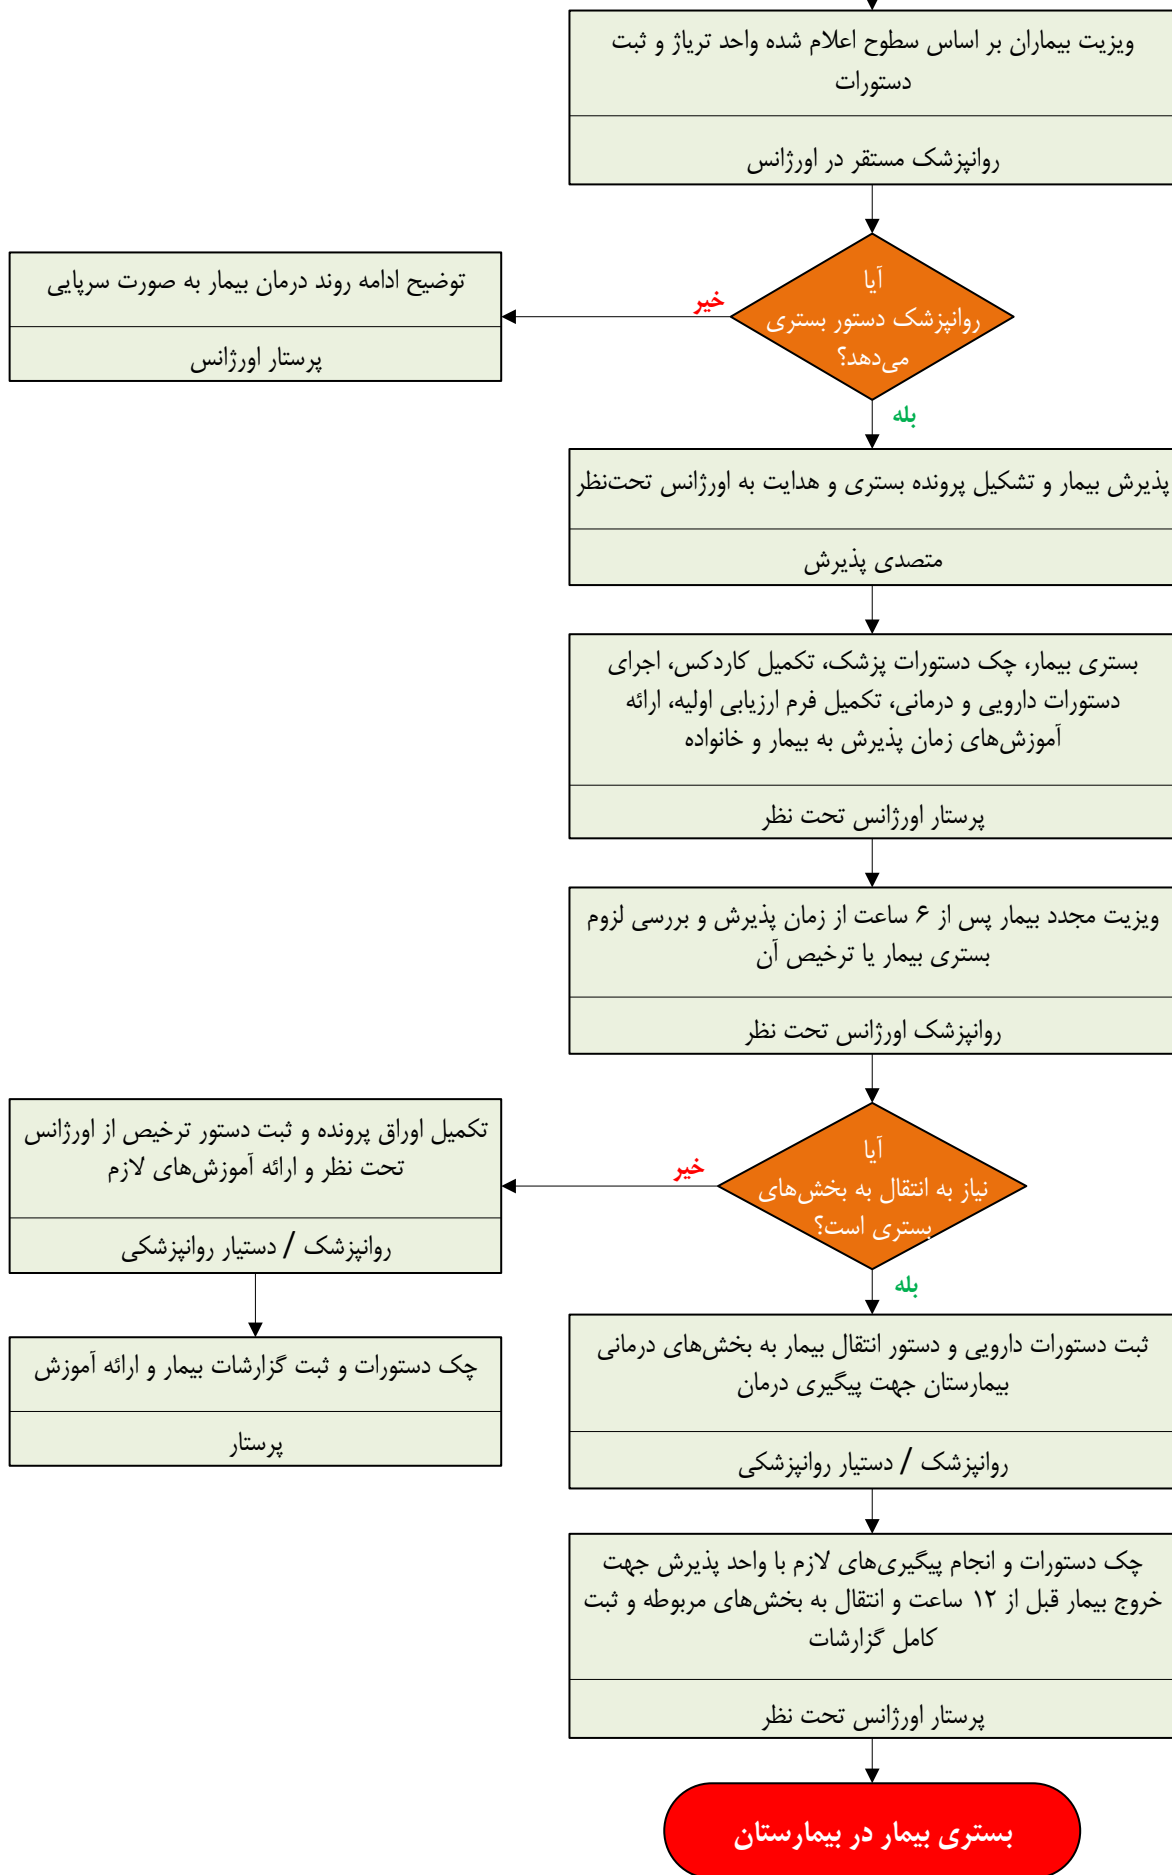 ویزیت بیماران بر اساس سطوح اعلام شده واحد تریاژ و ثبت
دستورات
روانپزشک مستقر در اورژانس
آیا
روانپزشک دستور بستری
می‌دهد؟
خیر
توضیح ادامه روند درمان بیمار به صورت سرپایی
پرستار اورژانس
بله
پذیرش بیمار و تشکیل پرونده بستری و هدایت به اورژانس تحت‌نظر
متصدی پذیرش
بستری بیمار، چک دستورات پزشک، تکمیل کاردکس، اجرای
دستورات دارویی و درمانی، تکمیل فرم ارزیابی اولیه، ارائه
آموزش‌های زمان پذیرش به بیمار و خانواده
پرستار اورژانس تحت نظر
ویزیت مجدد بیمار پس از ۶ ساعت از زمان پذیرش و بررسی لزوم
بستری بیمار یا ترخیص آن
روانپزشک اورژانس تحت نظر
آیا
نیاز به انتقال به بخش‌های
بستری است؟
خیر
تکمیل اوراق پرونده و ثبت دستور ترخیص از اورژانس
تحت نظر و ارائه آموزش‌های لازم
روانپزشک / دستیار روانپزشکی
چک دستورات و ثبت گزارشات بیمار و ارائه آموزش
پرستار
بله
ثبت دستورات دارویی و دستور انتقال بیمار به بخش‌های درمانی
بیمارستان جهت پیگیری درمان
روانپزشک / دستیار روانپزشکی
چک دستورات و انجام پیگیری‌های لازم با واحد پذیرش جهت
خروج بیمار قبل از ۱۲ ساعت و انتقال به بخش‌های مربوطه و ثبت
کامل گزارشات
پرستار اورژانس تحت نظر
بستری بیمار در بیمارستان